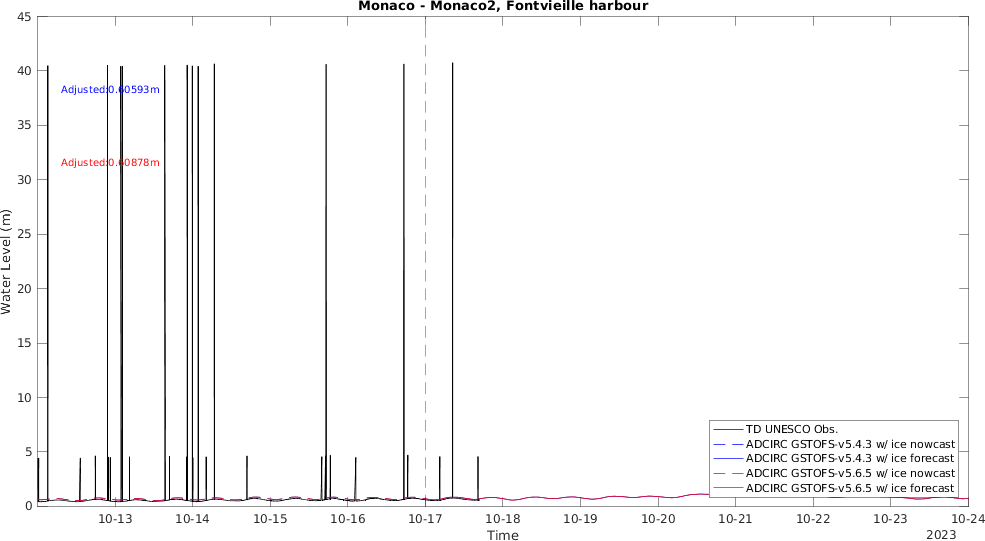 Monaco - Monaco2, Fontvieille harbour
45
40
35
30
25
20
15
10
5
0
Water Level (m)
Adjusted:0.60593m
Adjusted:0.60878m
TD UNESCO Obs.
ADCIRC GSTOFS-v5.4.3 w/ ice nowcast
ADCIRC GSTOFS-v5.4.3 w/ ice forecast
ADCIRC GSTOFS-v5.6.5 w/ ice nowcast
ADCIRC GSTOFS-v5.6.5 w/ ice forecast
10-13 10-14 10-15 10-16 10-17 10-18 10-19 10-20 10-21 10-22 10-23 10-24
Time
2023